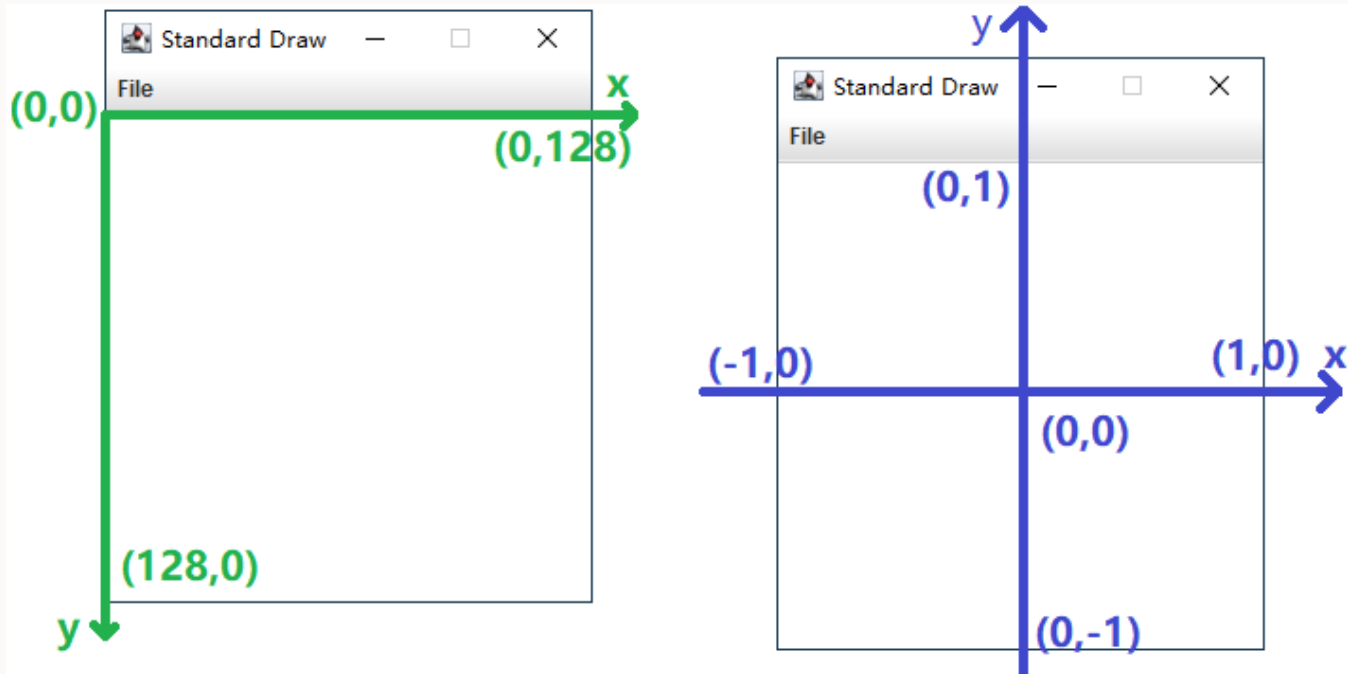 Standard Draw
File
x
(0,0)
(0,128)
(128,0)
y
y
Standard Draw
File
(0,1)
(-1,0)
(1,0) x
(0,0)
(0,-1)